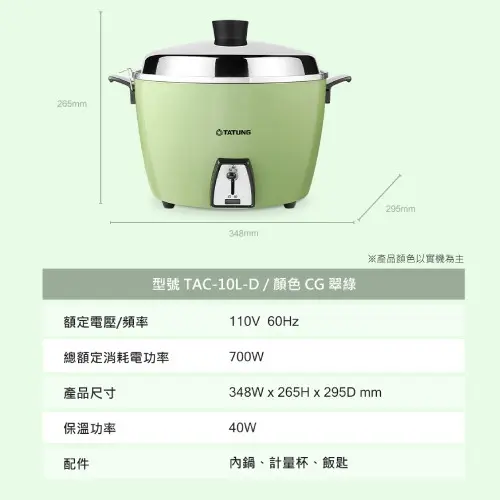 265mm
TATUNG
295mm
348mm
※產品顏色以實機為主
型號 TAC-10L-D / 顏色 CG 翠綠
額定電壓/頻率 110V 60Hz
總額定消耗電功率 700W
產品尺寸 348W x 265H x 295D mm
保溫功率 40W
配件 內鍋、計量杯、飯匙